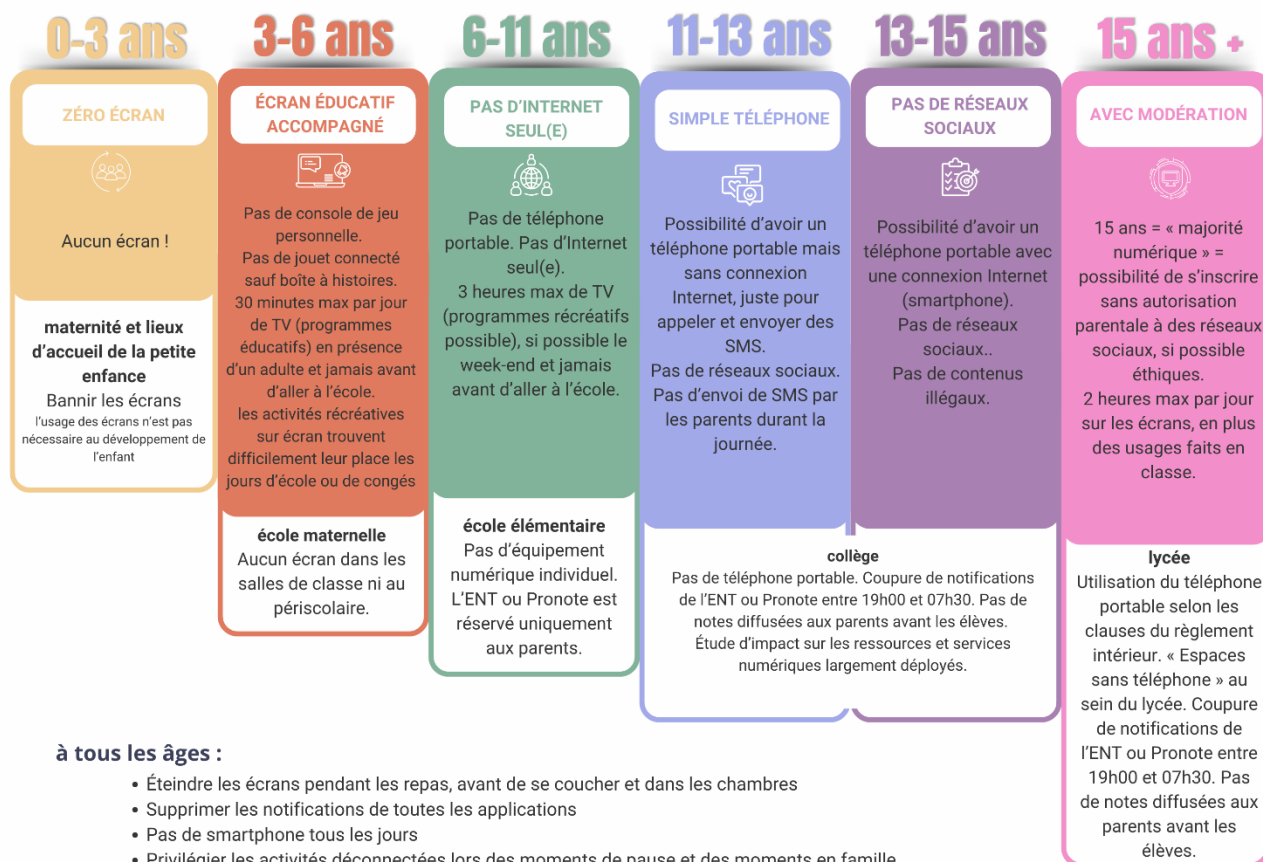 0-3 ans
ZÉRO ÉCRAN
Aucun écran !
maternité et lieux
d'accueil de la petite
enfance
Bannir les écrans
l'usage des écrans n'est pas
nécessaire au développement de
l'enfant
3-6 ans
ÉCRAN ÉDUCATIF
ACCOMPAGNÉ
Pas de console de jeu
personnelle.
Pas de jouet connecté
sauf boîte à histoires.
30 minutes max par jour
de TV (programmes
éducatifs) en présence
d'un adulte et jamais avant
d'aller à l'école.
les activités récréatives
sur écran trouvent
difficilement leur place les
jours d'école ou de congés
école maternelle
Aucun écran dans les
salles de classe ni au
périscolaire.
6-11 ans
PAS D'INTERNET
SEUL(E)
Pas de téléphone
portable. Pas d'Internet
seul(e).
3 heures max de TV
(programmes récréatifs
possible), si possible le
week-end et jamais
avant d'aller à l'école.
école élémentaire
Pas d'équipement
numérique individuel.
L'ENT ou Pronote est
réservé uniquement
aux parents.
11-13 ans
SIMPLE TÉLÉPHONE
Possibilité d'avoir un
téléphone portable mais
sans connexion
Internet, juste pour
appeler et envoyer des
SMS.
Pas de réseaux sociaux.
Pas d'envoi de SMS par
les parents durant la
journée.
13-15 ans
PAS DE RÉSEAUX
SOCIAUX
Possibilité d'avoir un
téléphone portable avec
une connexion Internet
(smartphone).
Pas de réseaux
sociaux..
Pas de contenus
illégaux.
collège
Pas de téléphone portable. Coupure de notifications
de l'ENT ou Pronote entre 19h00 et 07h30. Pas de
notes diffusées aux parents avant les élèves.
Étude d'impact sur les ressources et services
numériques largement déployés.
15 ans +
AVEC MODÉRATION
15 ans = « majorité
numérique » =
possibilité de s'inscrire
sans autorisation
parentale à des réseaux
sociaux, si possible
éthiques.
2 heures max par jour
sur les écrans, en plus
des usages faits en
classe.
lycée
Utilisation du téléphone
portable selon les
clauses du règlement
intérieur. « Espaces
sans téléphone » au
sein du lycée. Coupure
de notifications de
l'ENT ou Pronote entre
19h00 et 07h30. Pas
de notes diffusées aux
parents avant les
élèves.
à tous les âges :
• Éteindre les écrans pendant les repas, avant de se coucher et dans les chambres
• Supprimer les notifications de toutes les applications
• Pas de smartphone tous les jours
• Privilégier les activités déconnectées lors des moments de pause et des moments en famille